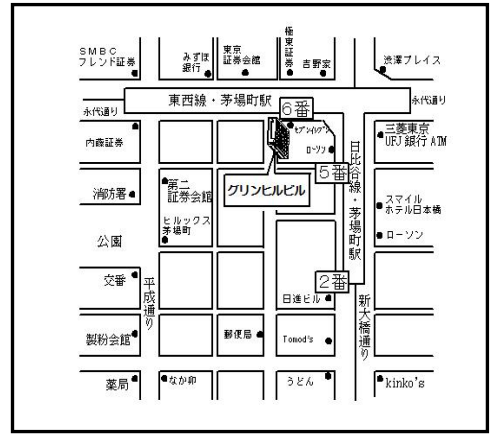 SMBC
フレンド証券
みずほ
銀行
東京
証券会館
極東証券
吉野家
渋澤プレイス
永代通り
東西線・茅場町駅
6番
永代通り
内藤証券
セブンイレブン
ローソン
三菱東京
UFJ銀行 ATM
日比谷線・茅場町駅
5番
グリンヒルビル
消防署
第二
証券会館
ヒルックス
茅場町
スマイル
ホテル日本橋
ローソン
公園
交番
平成通り
2番
日進ビル
新大橋通り
製粉会館
郵便局
Tomod's
薬局
なか卯
うどん
kinko's